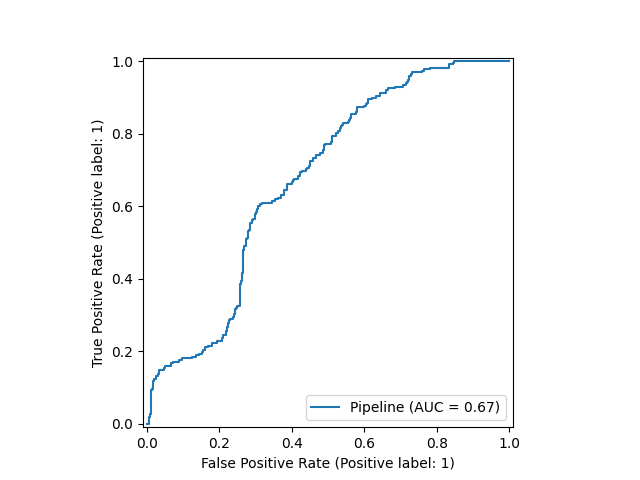 1.0
0.8
0.6
0.4
0.2
0.0
True Positive Rate (Positive label: 1)
Pipeline (AUC = 0.67)
0.0 0.2 0.4 0.6 0.8 1.0
False Positive Rate (Positive label: 1)